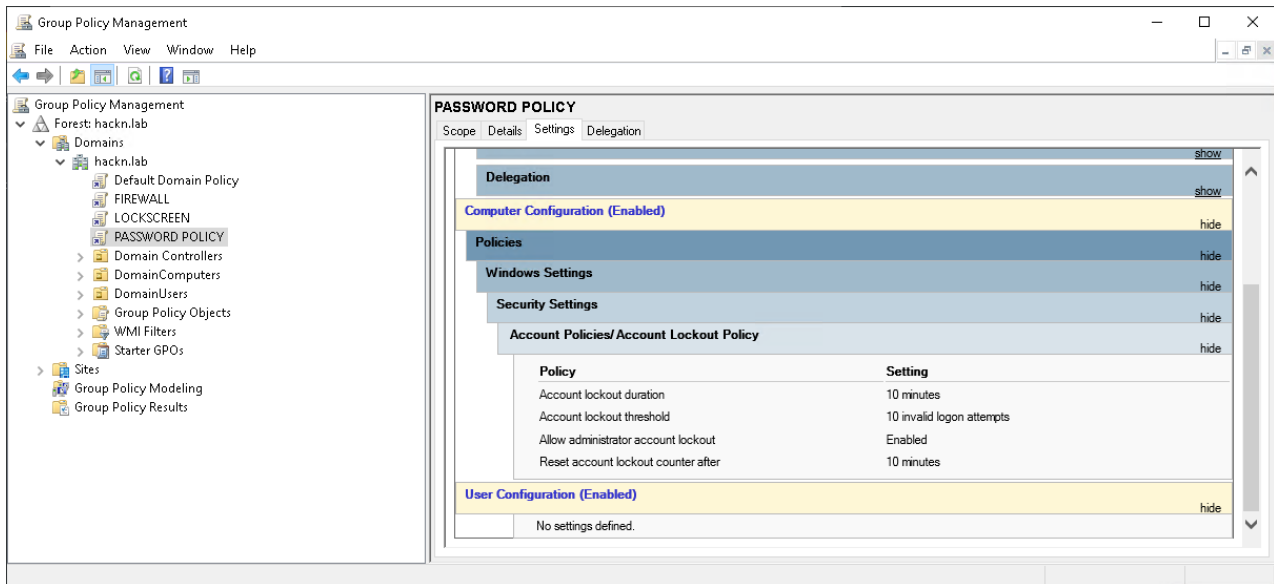 Group Policy Management
File Action View Window Help
Group Policy Management
Forest: hackn.lab
Domains
hackn.lab
Default Domain Policy
FIREWALL
LOCKSCREEN
PASSWORD POLICY
Domain Controllers
DomainComputers
DomainUsers
Group Policy Objects
WMI Filters
Starter GPOs
Sites
Group Policy Modeling
Group Policy Results
PASSWORD POLICY
Scope Details Settings Delegation
show
Delegation
show
Computer Configuration (Enabled)
hide
Policies
hide
Windows Settings
hide
Security Settings
hide
Account Policies/Account Lockout Policy
hide
Policy Setting
Account lockout duration 10 minutes
Account lockout threshold 10 invalid logon attempts
Allow administrator account lockout Enabled
Reset account lockout counter after 10 minutes
User Configuration (Enabled)
hide
No settings defined.